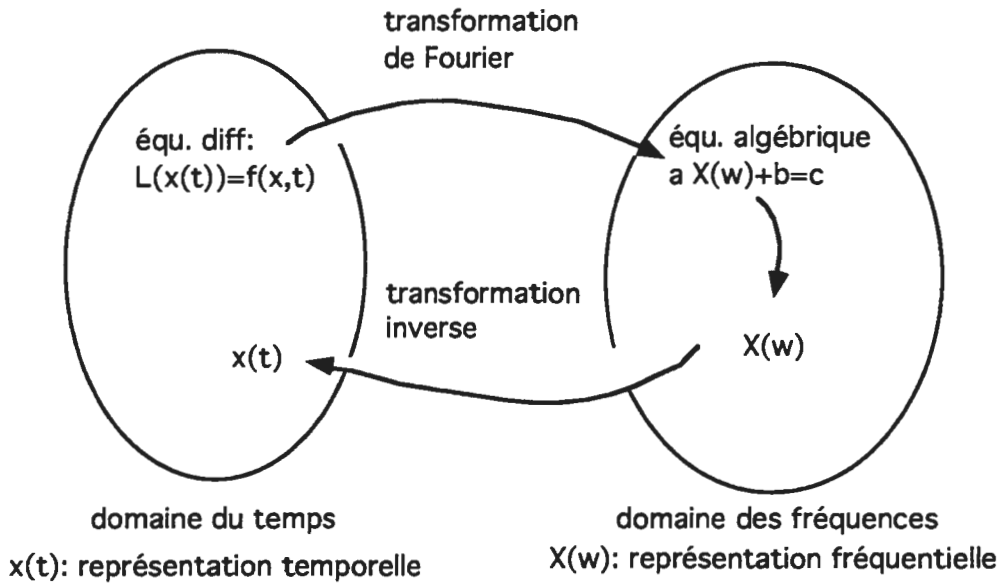 transformation
de Fourier
équ. diff:
L(x(t))=f(x,t)
équ. algébrique
a X(w)+b=c
transformation
inverse
x(t)
X(w)
domaine du temps
x(t): représentation temporelle
domaine des fréquences
X(w): représentation fréquentielle